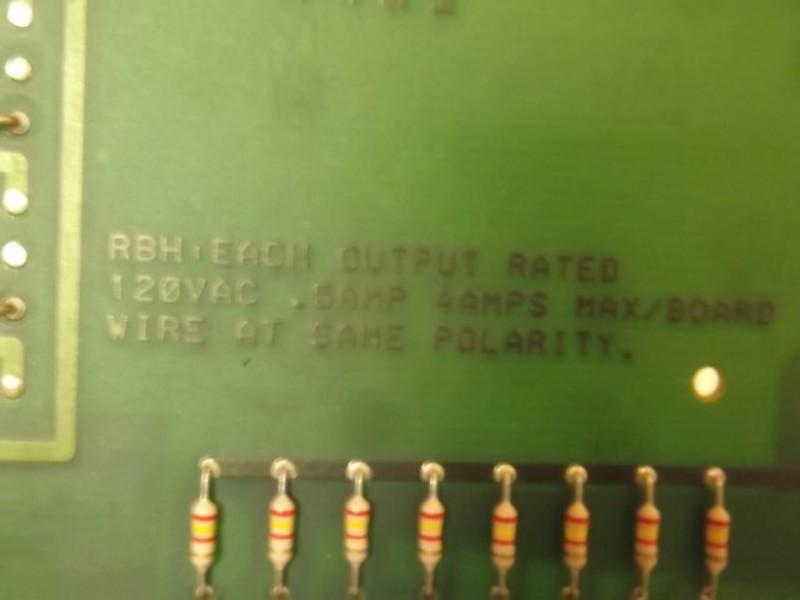 RBH:EACH OUTPUT RATED
120VAC .5AMP 4AMPS MAX/BOARD
WIRE AT SAME POLARITY.